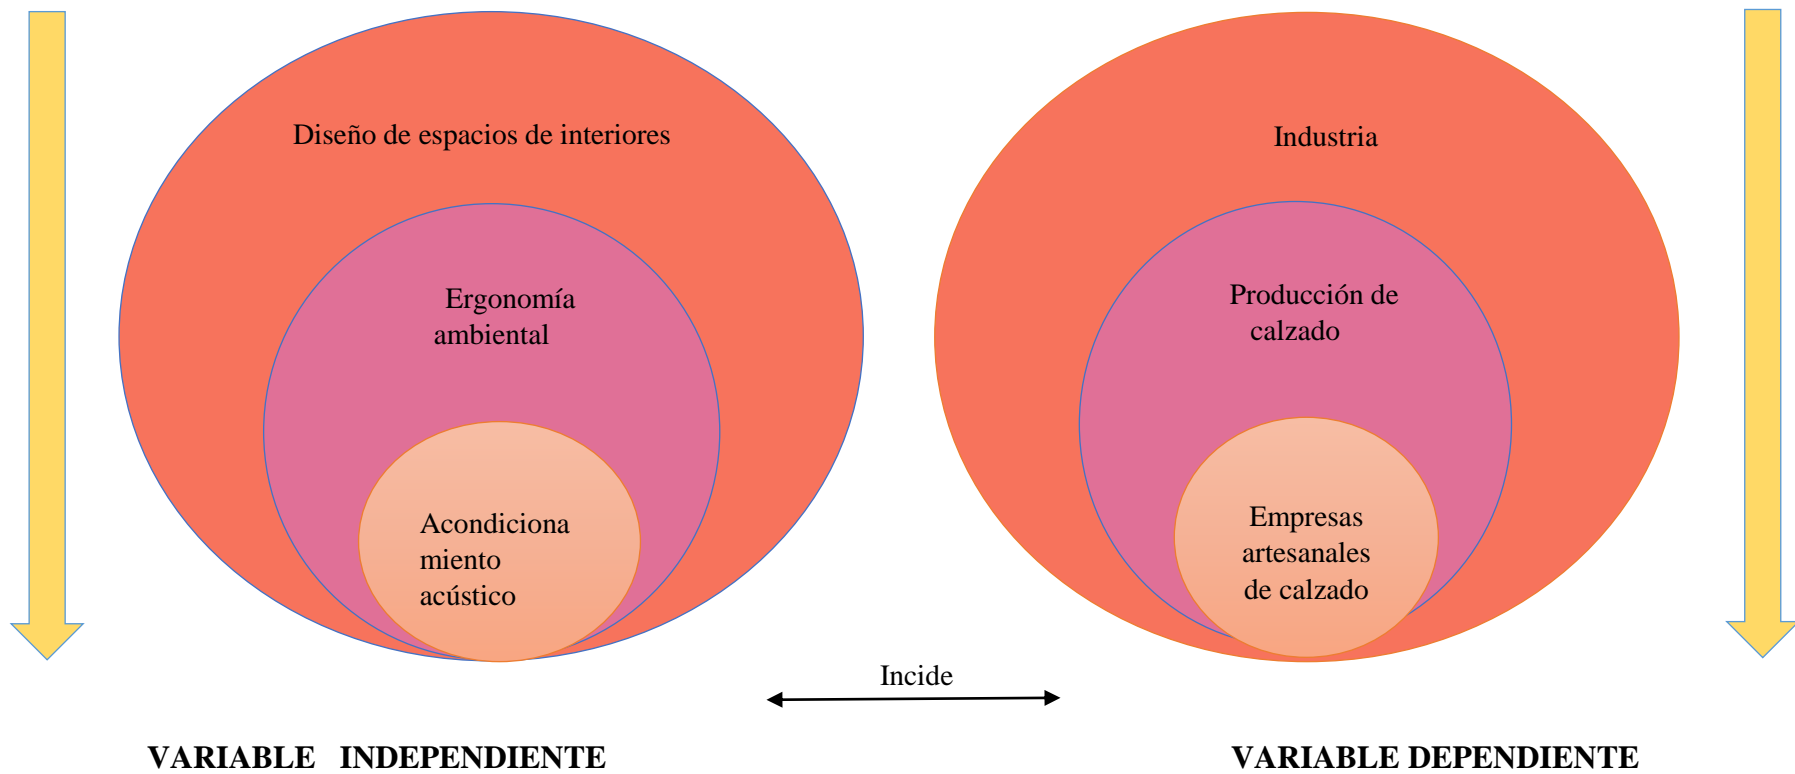 Diseño de espacios de interiores
Ergonomía
ambiental
Acondiciona
miento
acústico
Industria
Producción de
calzado
Empresas
artesanales
de calzado
Incide
VARIABLE INDEPENDIENTE
VARIABLE DEPENDIENTE